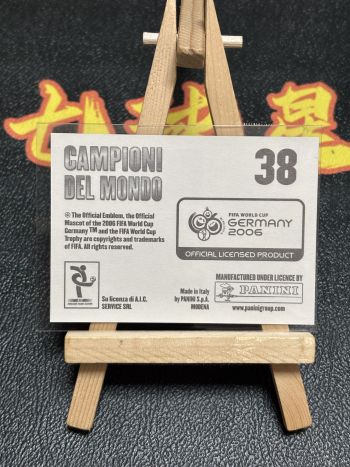 七球星
CAMPIONI
DEL MONDO
38
® The Official Emblem, the Official
Mascot of the 2006 FIFA World Cup
Germany TM and the FIFA World Cup
Trophy are copyrights and trademarks
of FIFA. All rights reserved.
FIFA WORLD CUP
GERMANY
2006
OFFICIAL LICENSED PRODUCT
Su licenza di A.I.C.
SERVICE SRL
Made in Italy
by PANINI S.p.A.
MODENA
MANUFACTURED UNDER LICENCE BY
PANINI
www.paninigroup.com